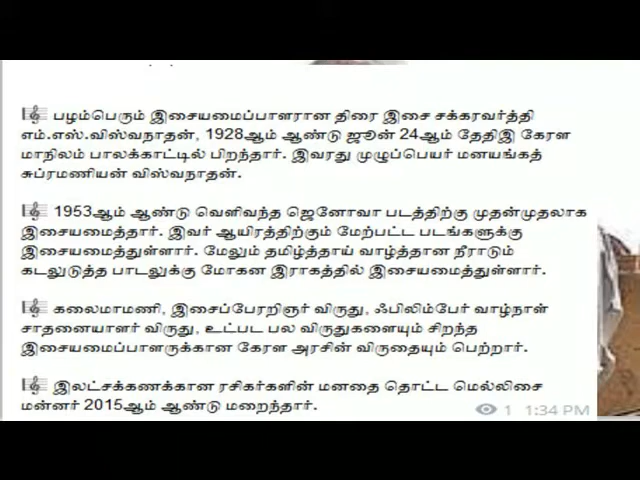 பழம்பெரும் இசையமைப்பாளரான திரை இசை சக்கரவர்த்தி
எம்.எஸ்.விஸ்வநாதன், 1928ஆம் ஆண்டு ஜூன் 24ஆம் தேதிஇ கேரள
மாநிலம் பாலக்காட்டில் பிறந்தார். இவரது முழுப்பெயர் மனயங்கத்
சுப்ரமணியன் விஸ்வநாதன்.
1953ஆம் ஆண்டு வெளிவந்த ஜெனோவா படத்திற்கு முதன்முதலாக
இசையமைத்தார். இவர் ஆயிரத்திற்கும் மேற்பட்ட படங்களுக்கு
இசையமைத்துள்ளார். மேலும் தமிழ்த்தாய் வாழ்த்தான நீராடும்
கடலுடுத்த பாடலுக்கு மோகன இராகத்தில் இசையமைத்துள்ளார்.
கலைமாமணி, இசைப்பேரறிஞர் விருது, ஃபிலிம்பேர் வாழ்நாள்
சாதனையாளர் விருது, உட்பட பல விருதுகளையும் சிறந்த
இசையமைப்பாளருக்கான கேரள அரசின் விருதையும் பெற்றார்.
இலட்சக்கணக்கான ரசிகர்களின் மனதை தொட்ட மெல்லிசை
மன்னர் 2015ஆம் ஆண்டு மறைந்தார்.
1 1:34 PM